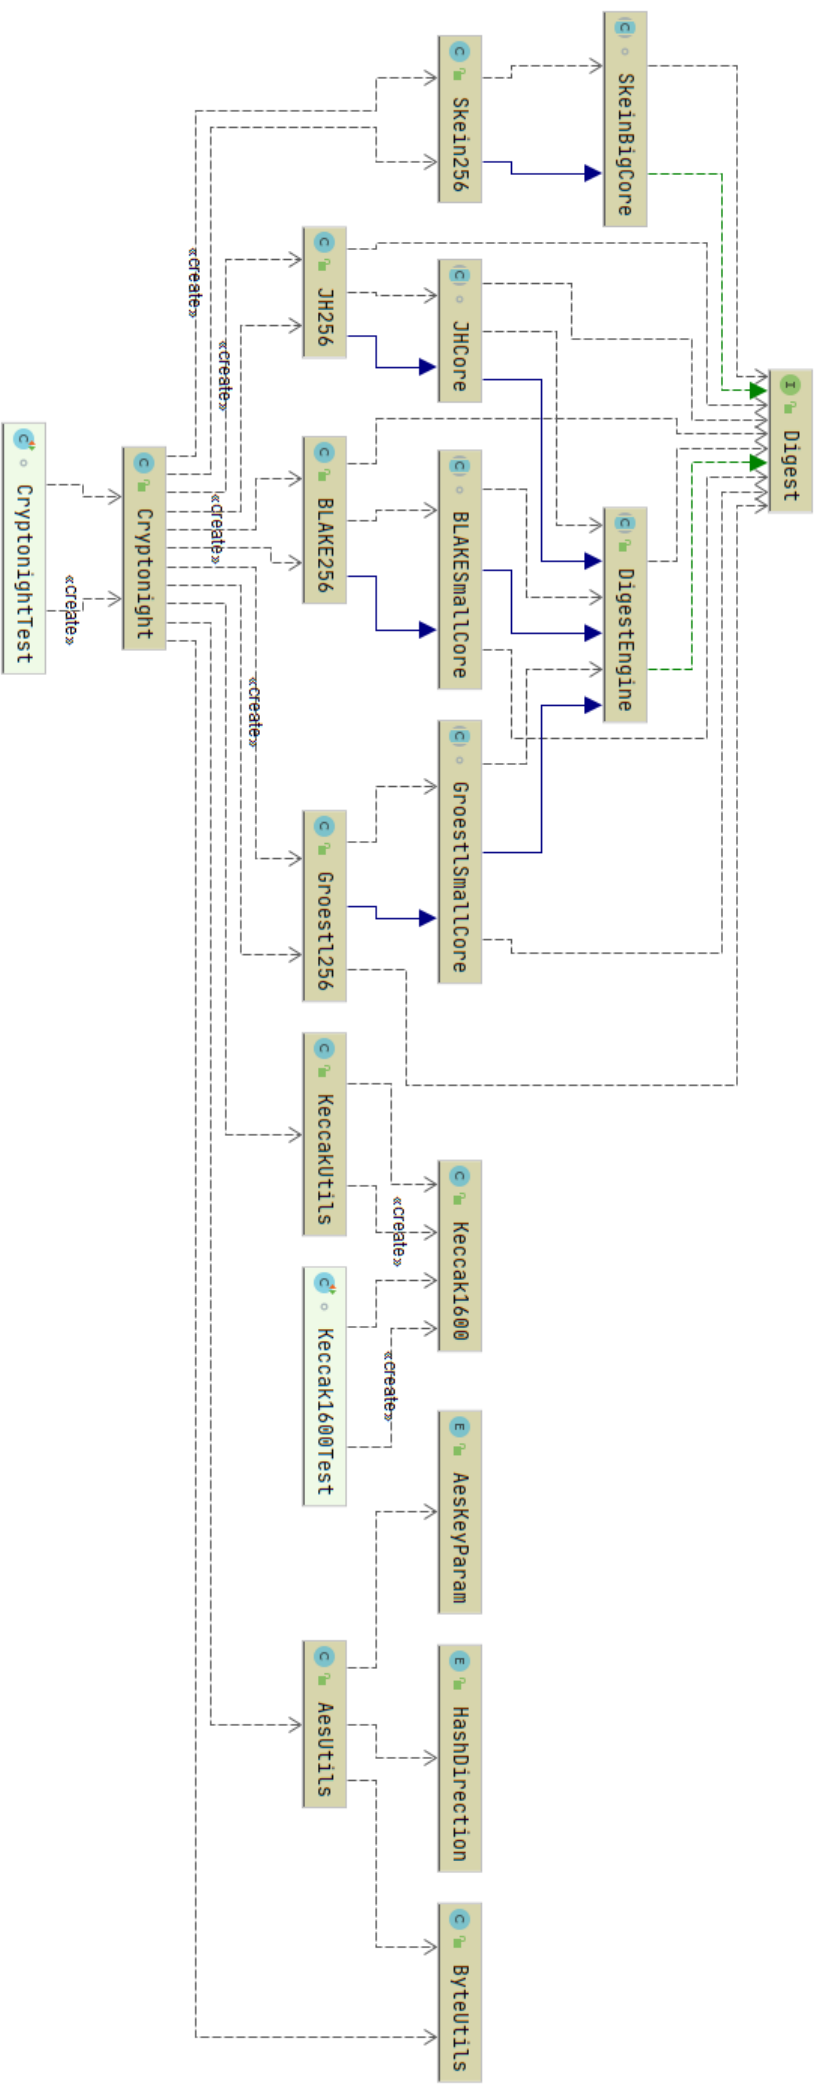 Digest
SkeinBigCore
DigestEngine
Skein256
JHCore
BLAKESmallCore
GroestlSmallCore
Keccak1600
AesKeyParam
HashDirection
ByteUtils
JH256
BLAKE256
Groestl256
KeccakUtils
Keccak1600Test
AesUtils
«create»
«create»
«create»
«create»
«create»
«create»
Cryptonight
«create»
CryptonightTest